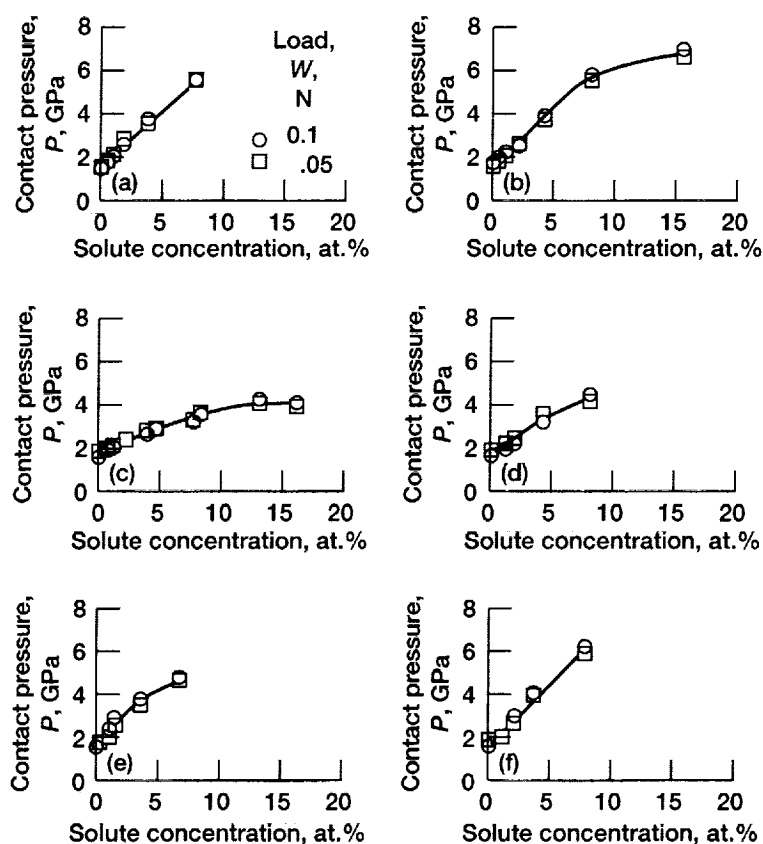 Contact pressure,
P, GPa
8
6
4
2
0
Load,
W,
N
0.1
.05
(a)
0 5 10 15 20
Solute concentration, at.%
Contact pressure,
P, GPa
8
6
4
2
0
(b)
0 5 10 15 20
Solute concentration, at.%
Contact pressure,
P, GPa
8
6
4
2
0
(c)
0 5 10 15 20
Solute concentration, at.%
Contact pressure,
P, GPa
8
6
4
2
0
(d)
0 5 10 15 20
Solute concentration, at.%
Contact pressure,
P, GPa
8
6
4
2
0
(e)
0 5 10 15 20
Solute concentration, at.%
Contact pressure,
P, GPa
8
6
4
2
0
(f)
0 5 10 15 20
Solute concentration, at.%